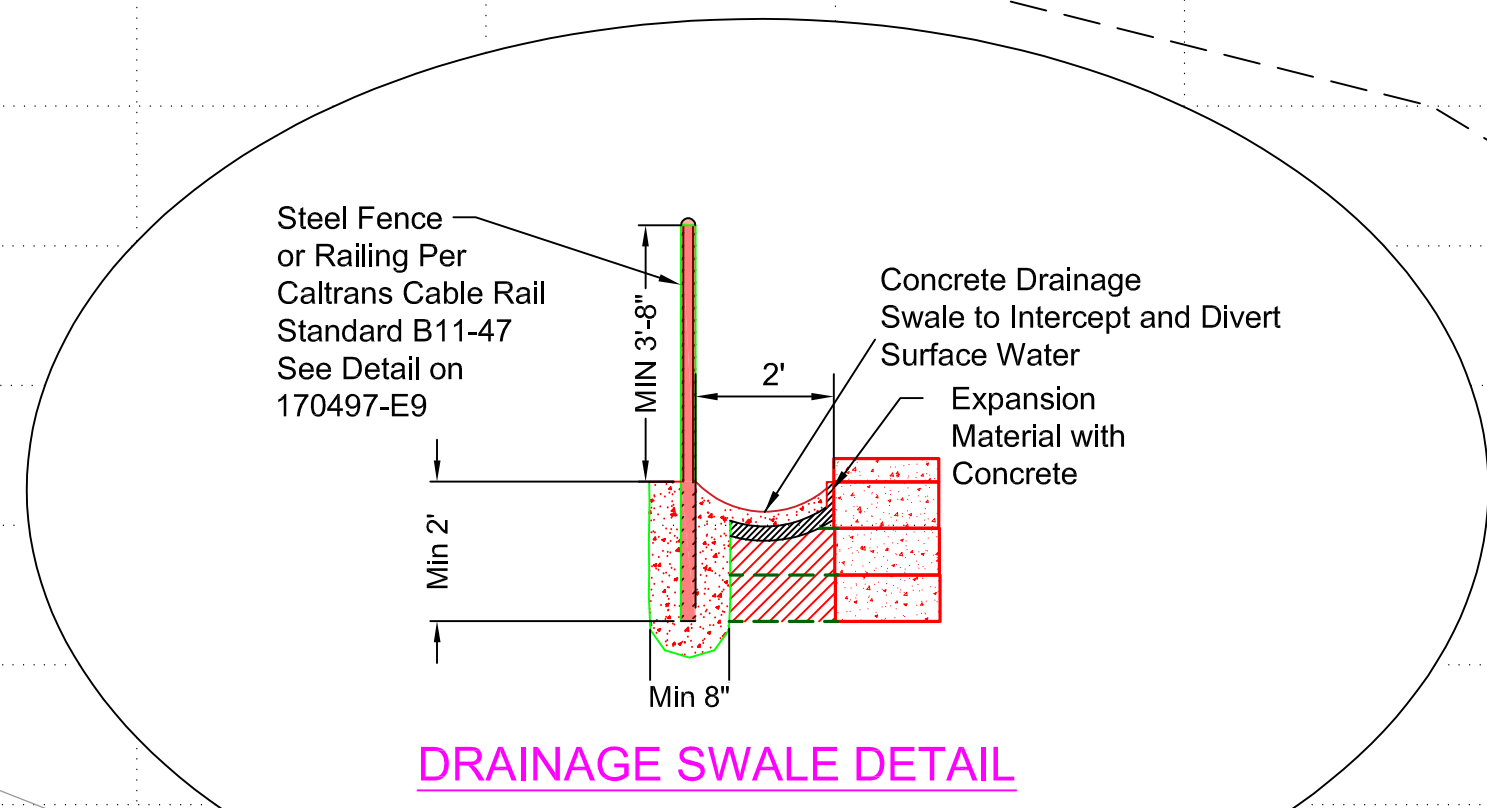 Steel Fence
or Railing Per
Caltrans Cable Rail
Standard B11-47
See Detail on
170497-E9
MIN 3'-8"
2'
Concrete Drainage
Swale to Intercept and Divert
Surface Water
Expansion
Material with
Concrete
Min 2'
Min 8"
DRAINAGE SWALE DETAIL